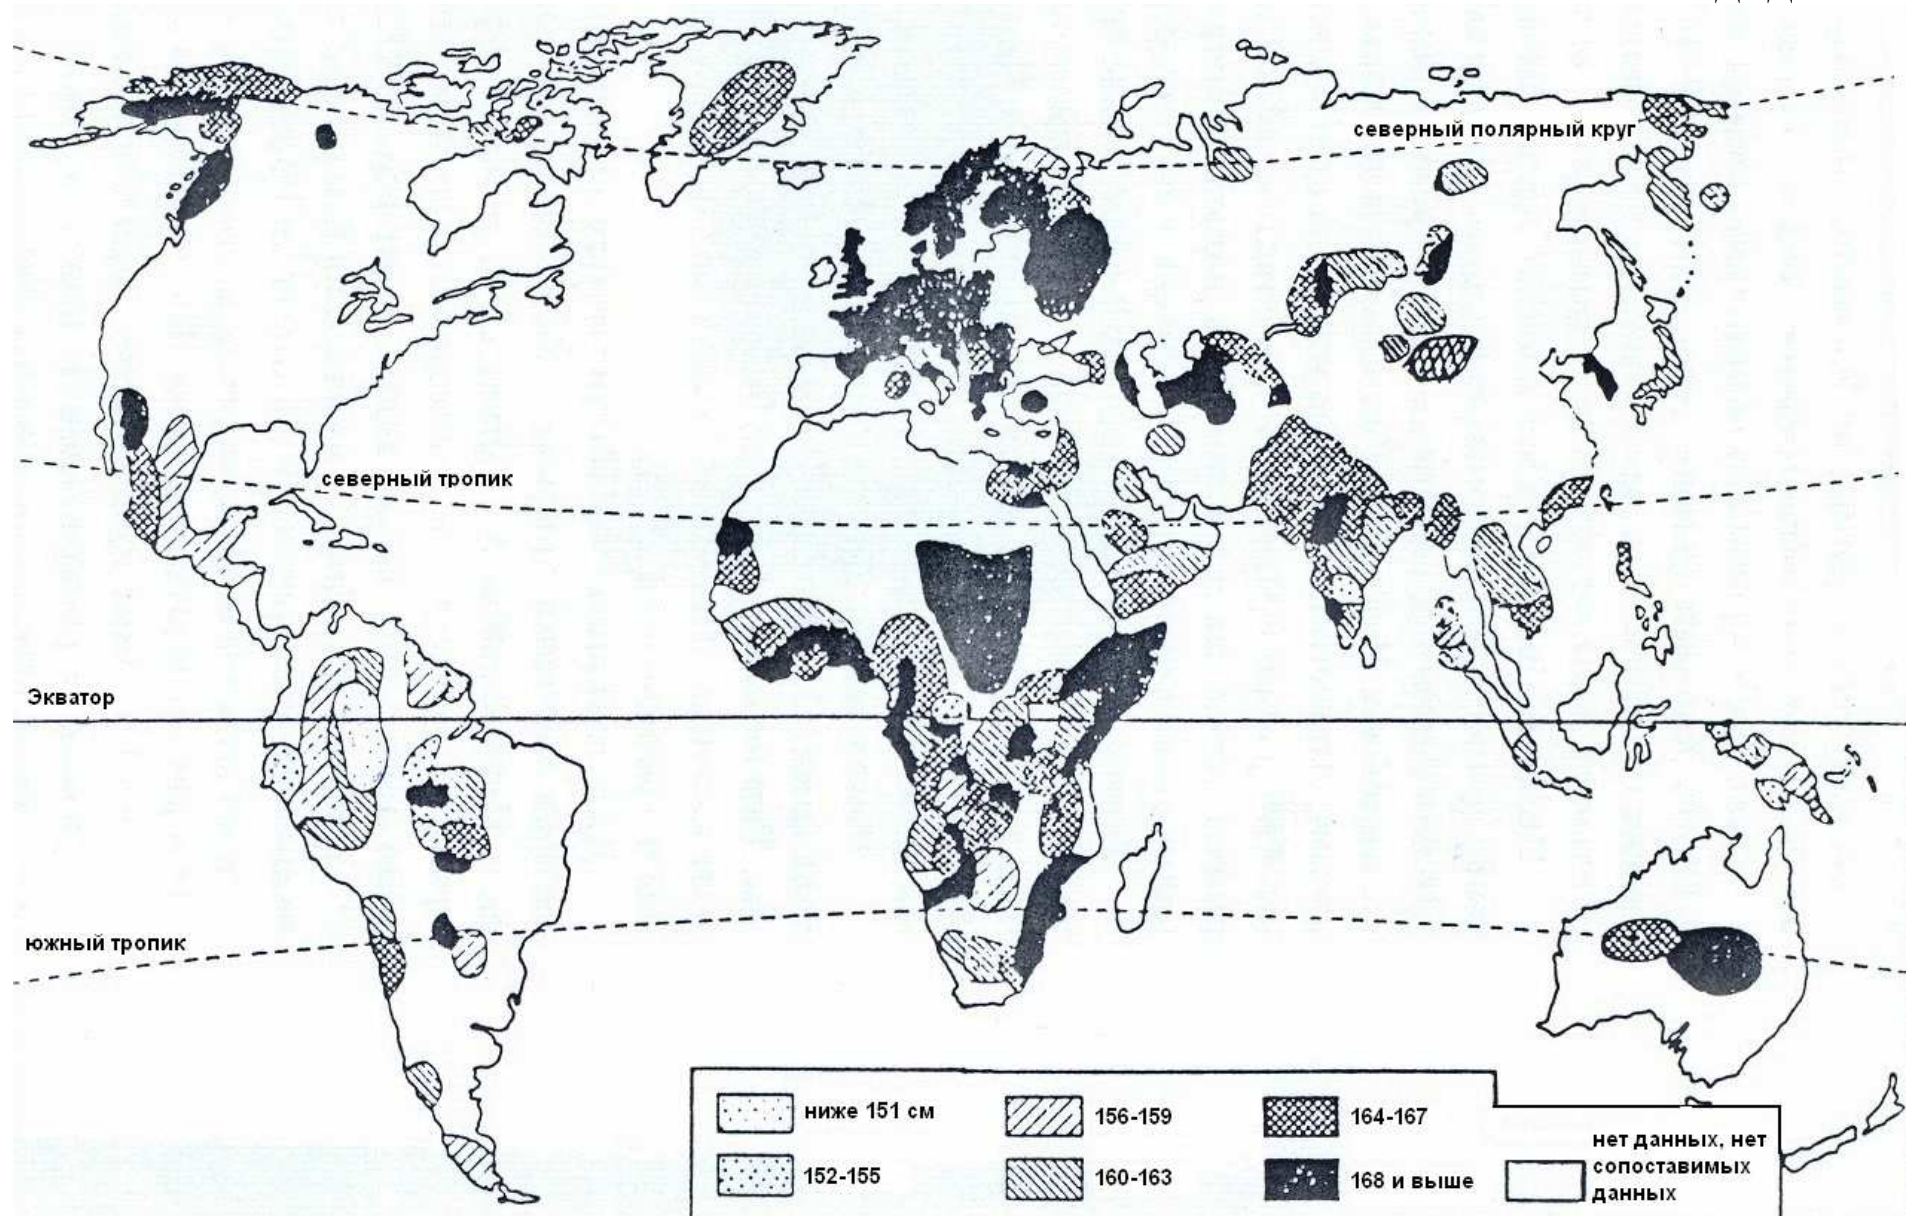 северный полярный круг
северный тропик
Экватор
южный тропик
ниже 151 см
156-159
164-167
152-155
160-163
168 и выше
нет данных, нет
сопоставимых
данных